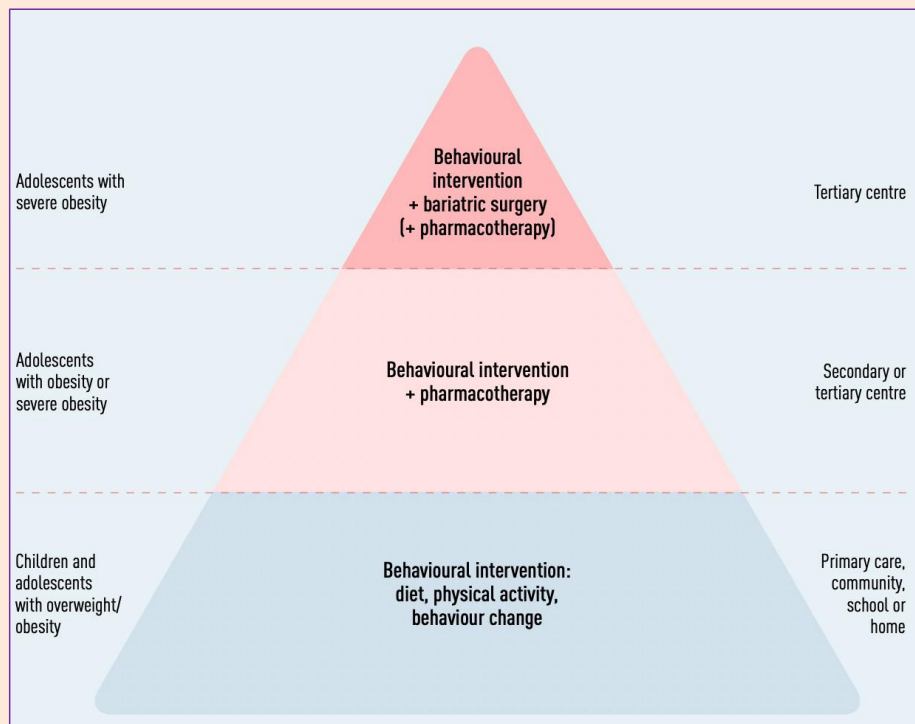 Adolescents with
severe obesity
Behavioural
intervention
+ bariatric surgery
(+ pharmacotherapy)
Tertiary centre
Adolescents
with obesity or
severe obesity
Behavioural intervention
+ pharmacotherapy
Secondary or
tertiary centre
Children and
adolescents
with overweight/
obesity
Behavioural intervention:
diet, physical activity,
behaviour change
Primary care,
community,
school or
home